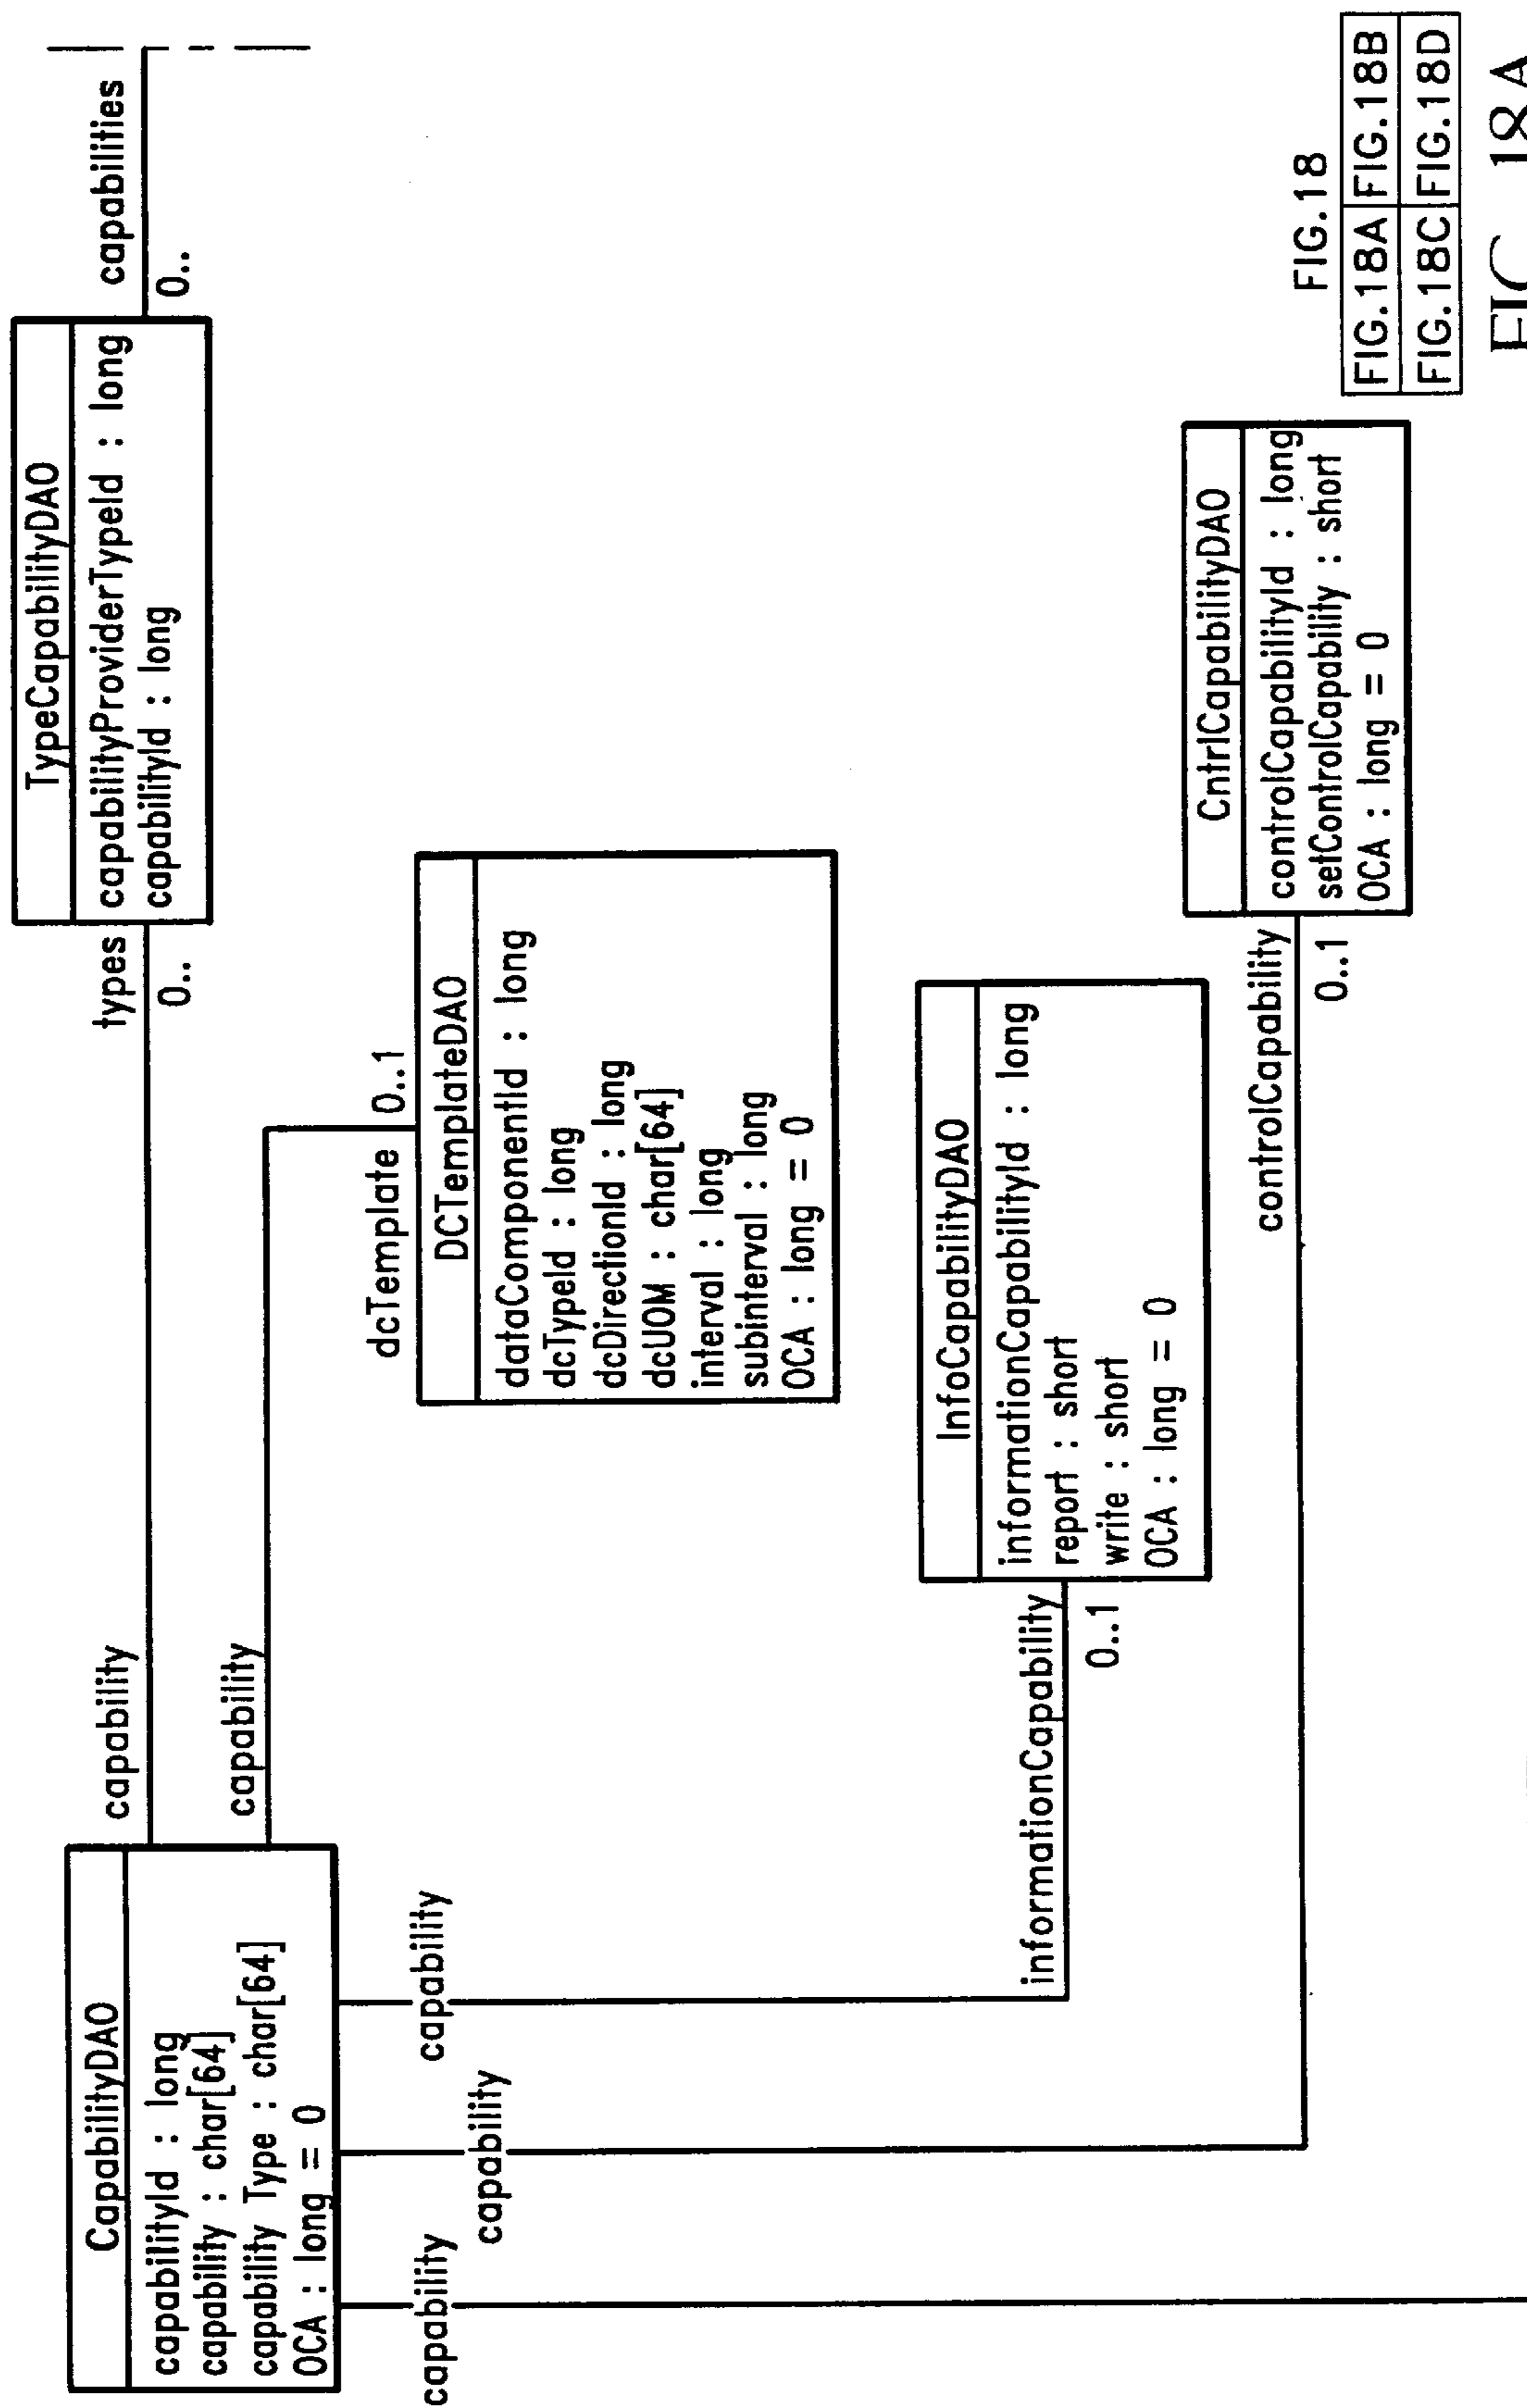 TypeCapabilityDAO
capabilityProviderTypeId : long
capabilityId : long
capability
types
0..
capabilities
0..
CapabilityDAO
capabilityId : long
capability : char[64]
capability Type : char[64]
OCA : long = 0
capability
dcTemplate
0..1
DCTemplateDAO
dataComponentId : long
dcTypeId : long
dcDirectionId : long
dcUOM : char[64]
interval : long
subinterval : long
OCA : long = 0
capability
capability
capability
InfoCapabilityDAO
informationCapabilityId : long
report : short
write : short
OCA : long = 0
informationCapability
0..1
CntrlCapabilityDAO
controlCapabilityId : long
setControlCapability : short
OCA : long = 0
controlCapability
0..1
FIG.18
FIG.18A FIG.18B
FIG.18C FIG.18D
FIG. 18A